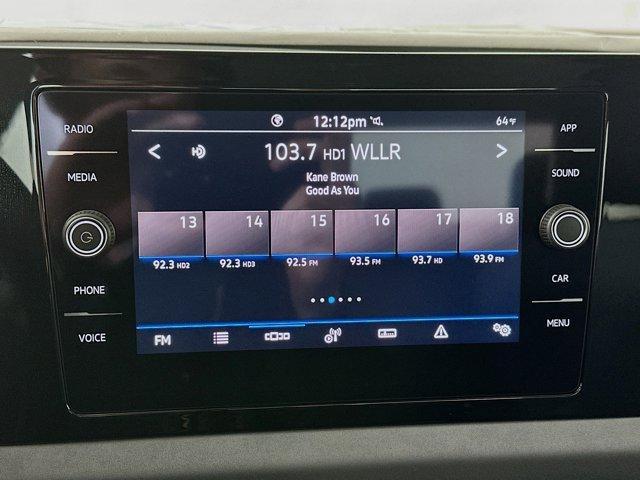 RADIO
MEDIA
PHONE
VOICE
12:12pm
64°F
103.7 HD1 WLLR
Kane Brown
Good As You
13 14 15 16 17 18
92.3 HD2 92.3 HD3 92.5 FM 93.5 FM 93.7 HD 93.9 FM
FM
APP
SOUND
CAR
MENU